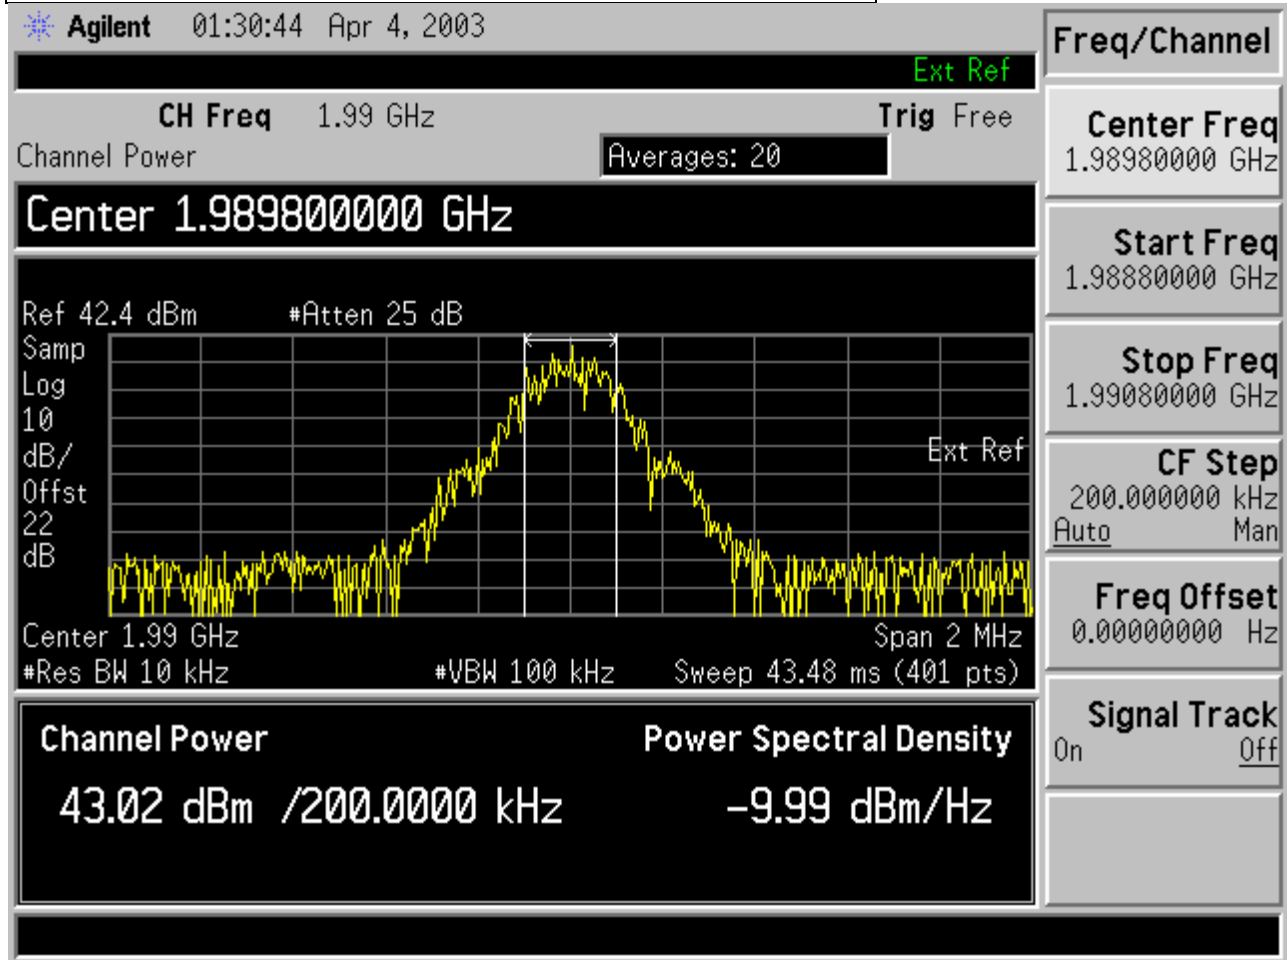 Agilent 01:30:44 Apr 4, 2003
Ext Ref
CH Freq 1.99 GHz Trig Free
Channel Power
Averages: 20
Center 1.989800000 GHz
Ref 42.4 dBm #Atten 25 dB
Samp
Log
10
dB/
Offst
22
dB
Ext Ref
Center 1.99 GHz Span 2 MHz
#Res BW 10 kHz #VBW 100 kHz Sweep 43.48 ms (401 pts)
Channel Power Power Spectral Density
43.02 dBm /200.0000 kHz -9.99 dBm/Hz
Freq/Channel
Center Freq
1.98980000 GHz
Start Freq
1.98880000 GHz
Stop Freq
1.99080000 GHz
CF Step
200.000000 kHz
Auto Man
Freq Offset
0.00000000 Hz
Signal Track
On Off